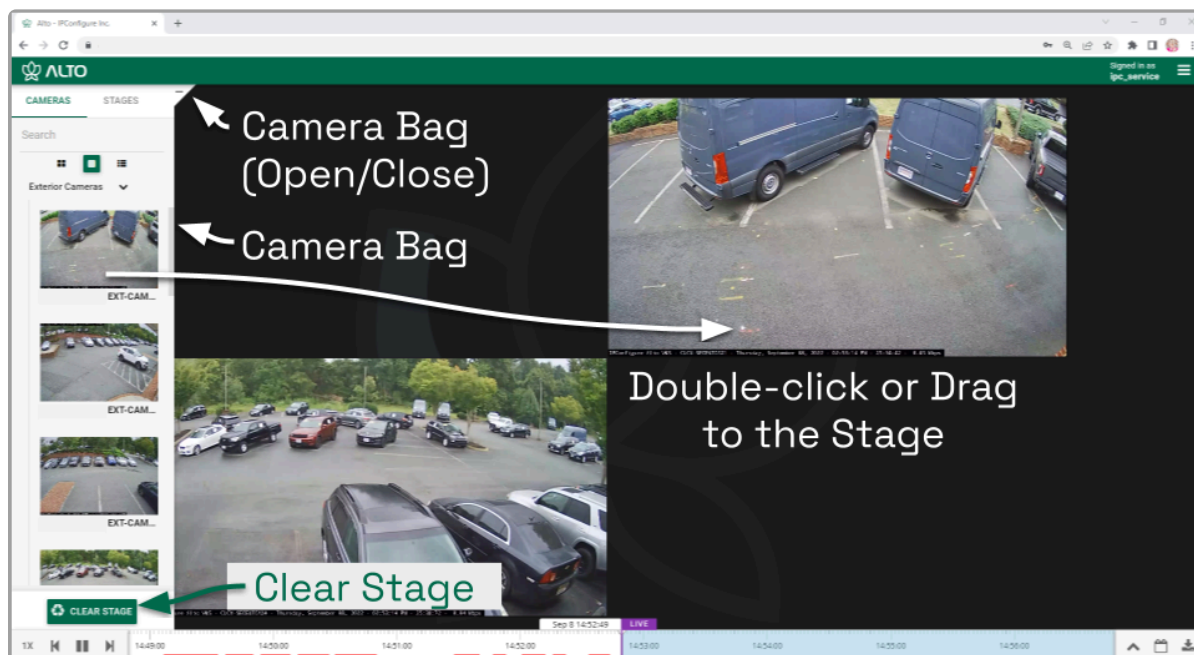 Alto - IPConfigure Inc.
ALTO
Signed in as
ipc_service
CAMERAS STAGES
Search
Exterior Cameras
EXT-CAM...
EXT-CAM...
EXT-CAM...
Camera Bag
(Open/Close)
Camera Bag
Double-click or Drag
to the Stage
Clear Stage
CLEAR STAGE
Sep 8 14:52:49 LIVE
1X 14:49:00 14:50:00 14:51:00 14:52:00 14:53:00 14:54:00 14:55:00 14:56:00